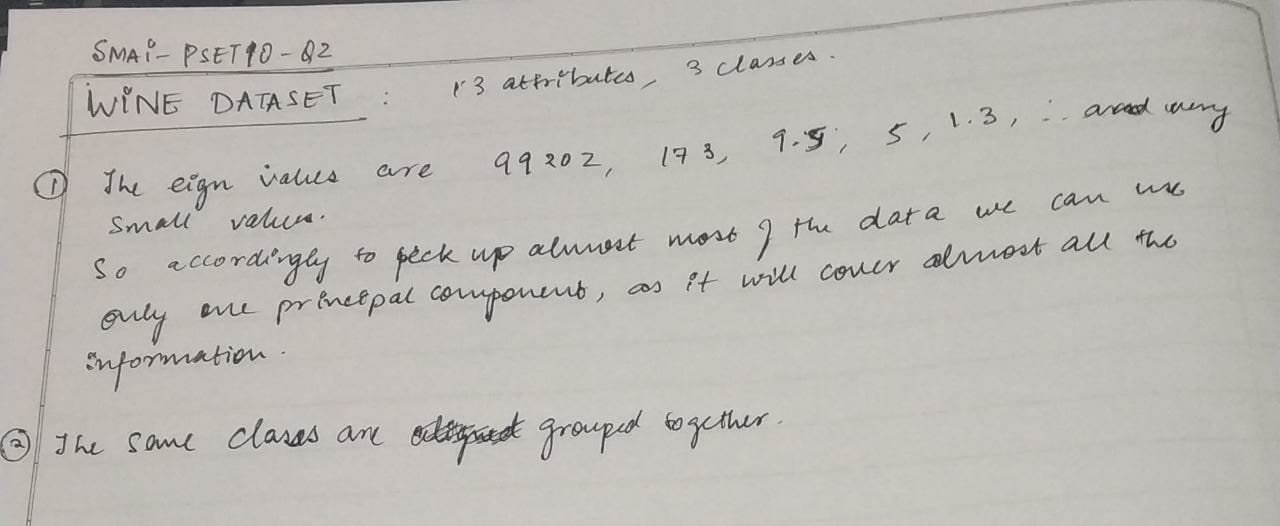 SMAi - PSET10 - Q2
WiNE DATASET : 13 attributes, 3 classes.
① The eign values are 99202, 173, 9.5, 5, 1.3, ∴ and very
small values.
So accordingly to pick up almost most of the data we can use
only one principal component, as it will cover almost all the
information.
② The same classes are grouped together.